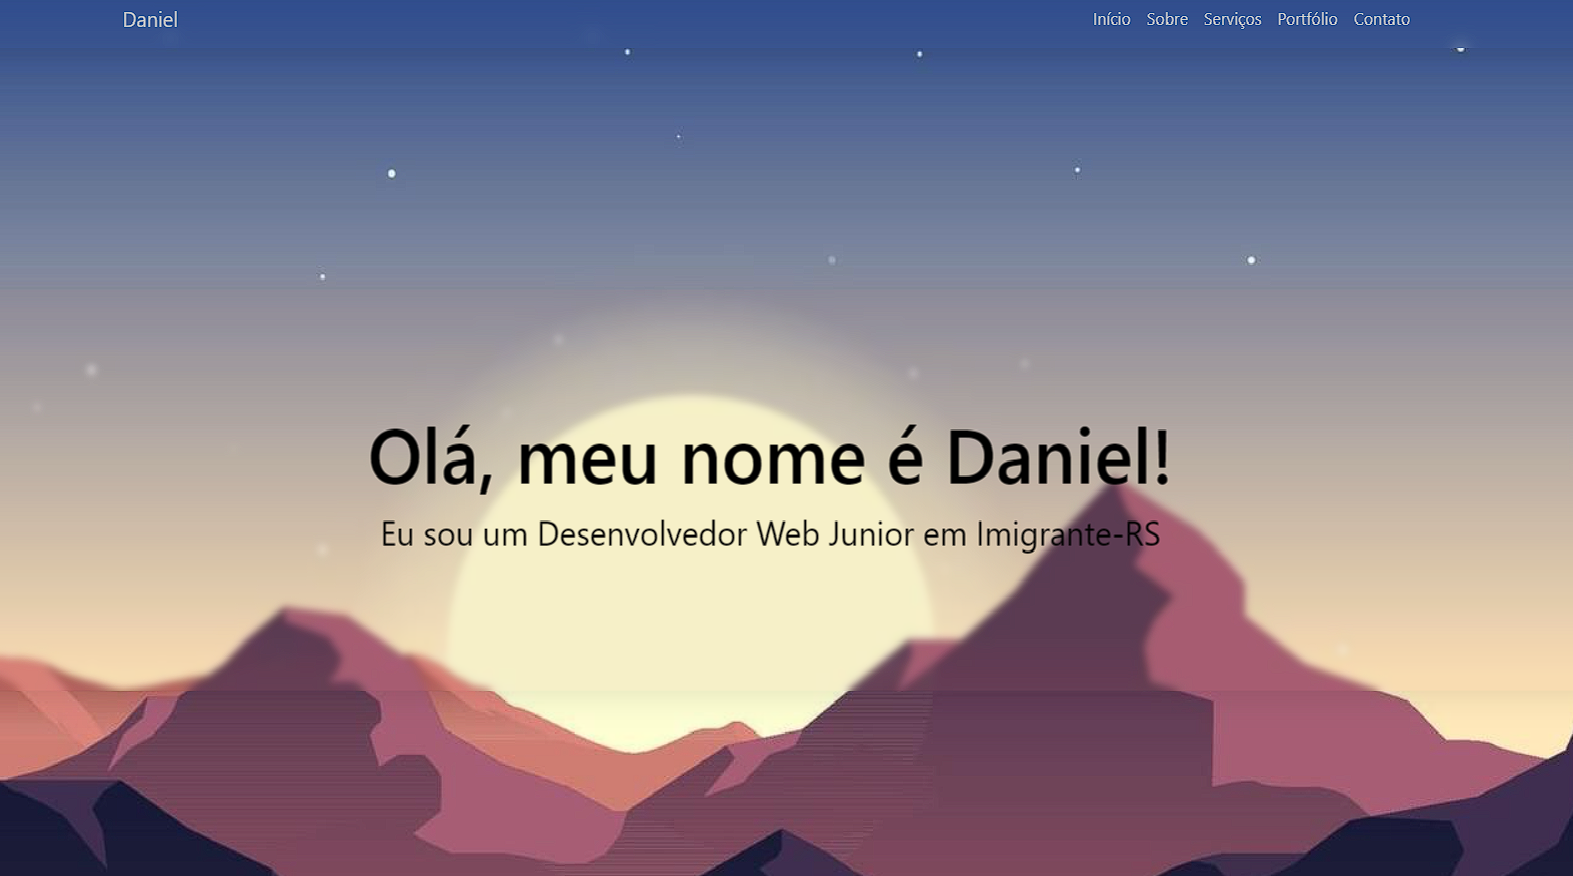 Daniel
Início Sobre Serviços Portfólio Contato
Olá, meu nome é Daniel!
Eu sou um Desenvolvedor Web Junior em Imigrante-RS